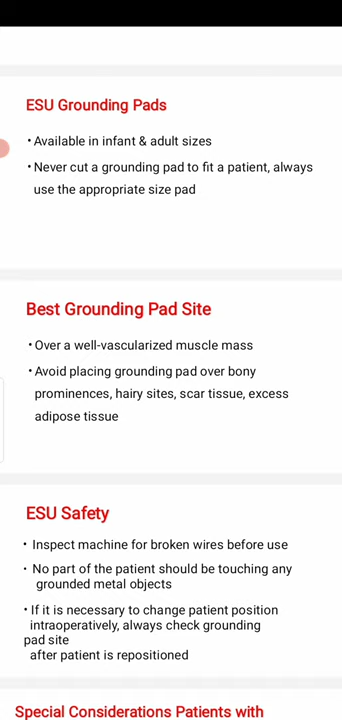 ESU Grounding Pads
• Available in infant & adult sizes
• Never cut a grounding pad to fit a patient, always
use the appropriate size pad
Best Grounding Pad Site
• Over a well-vascularized muscle mass
• Avoid placing grounding pad over bony
prominences, hairy sites, scar tissue, excess
adipose tissue
ESU Safety
• Inspect machine for broken wires before use
• No part of the patient should be touching any
grounded metal objects
• If it is necessary to change patient position
intraoperatively, always check grounding
pad site
after patient is repositioned
Special Considerations Patients with